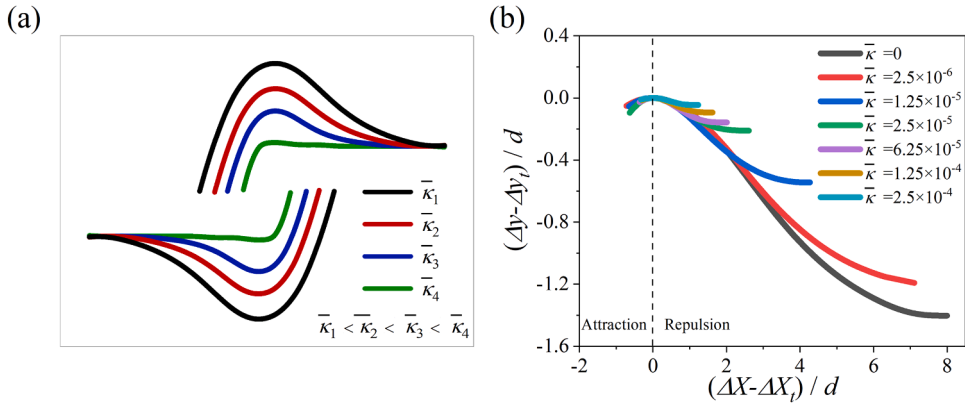 (a)
κ̄₁
κ̄₂
κ̄₃
κ̄₄
κ̄₁ < κ̄₂ < κ̄₃ < κ̄₄
(b)
(Δy-Δyₜ) / d
0.4
0.0
-0.4
-0.8
-1.2
-1.6
κ̄ =0
κ̄ =2.5×10⁻⁶
κ̄ =1.25×10⁻⁵
κ̄ =2.5×10⁻⁵
κ̄ =6.25×10⁻⁵
κ̄ =1.25×10⁻⁴
κ̄ =2.5×10⁻⁴
Attraction
Repulsion
-2 0 2 4 6 8
(ΔX-ΔXₜ) / d